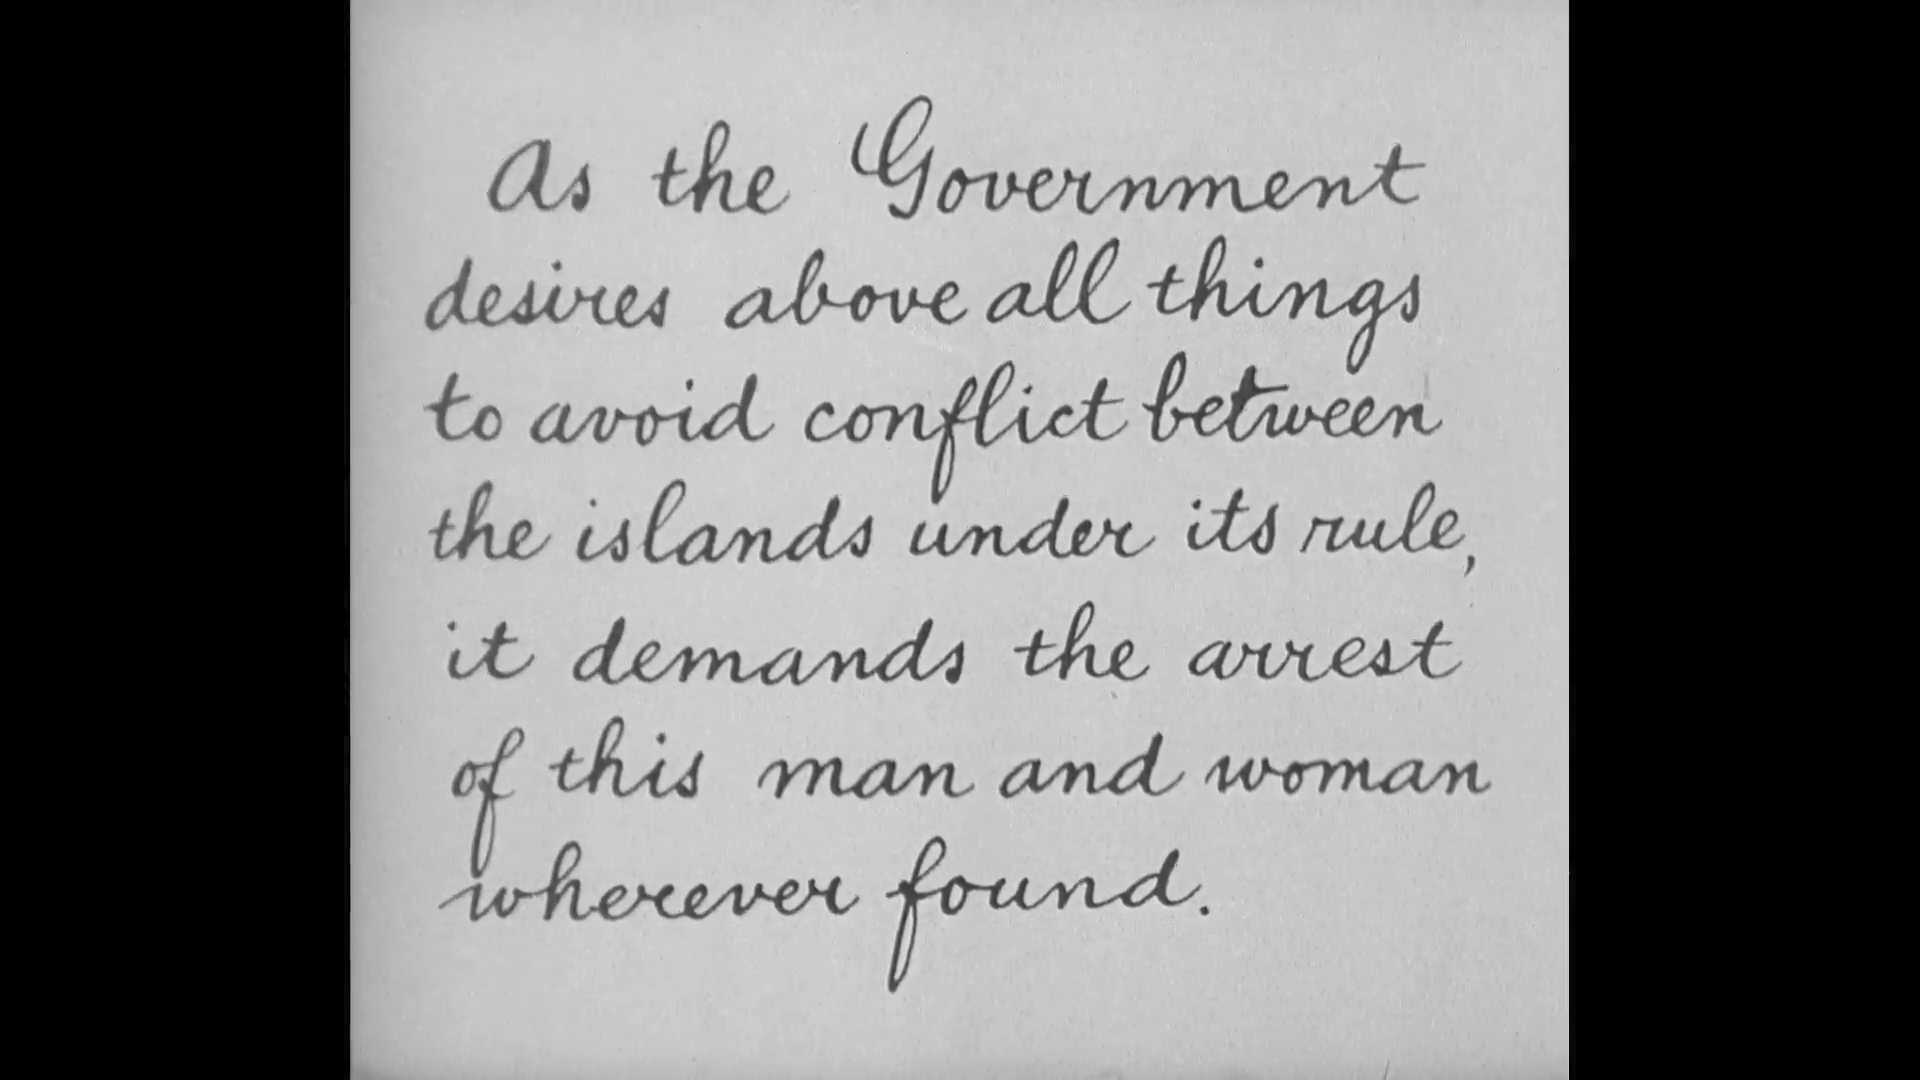 As the Government
desires above all things
to avoid conflict between
the islands under its rule,
it demands the arrest
of this man and woman
wherever found.